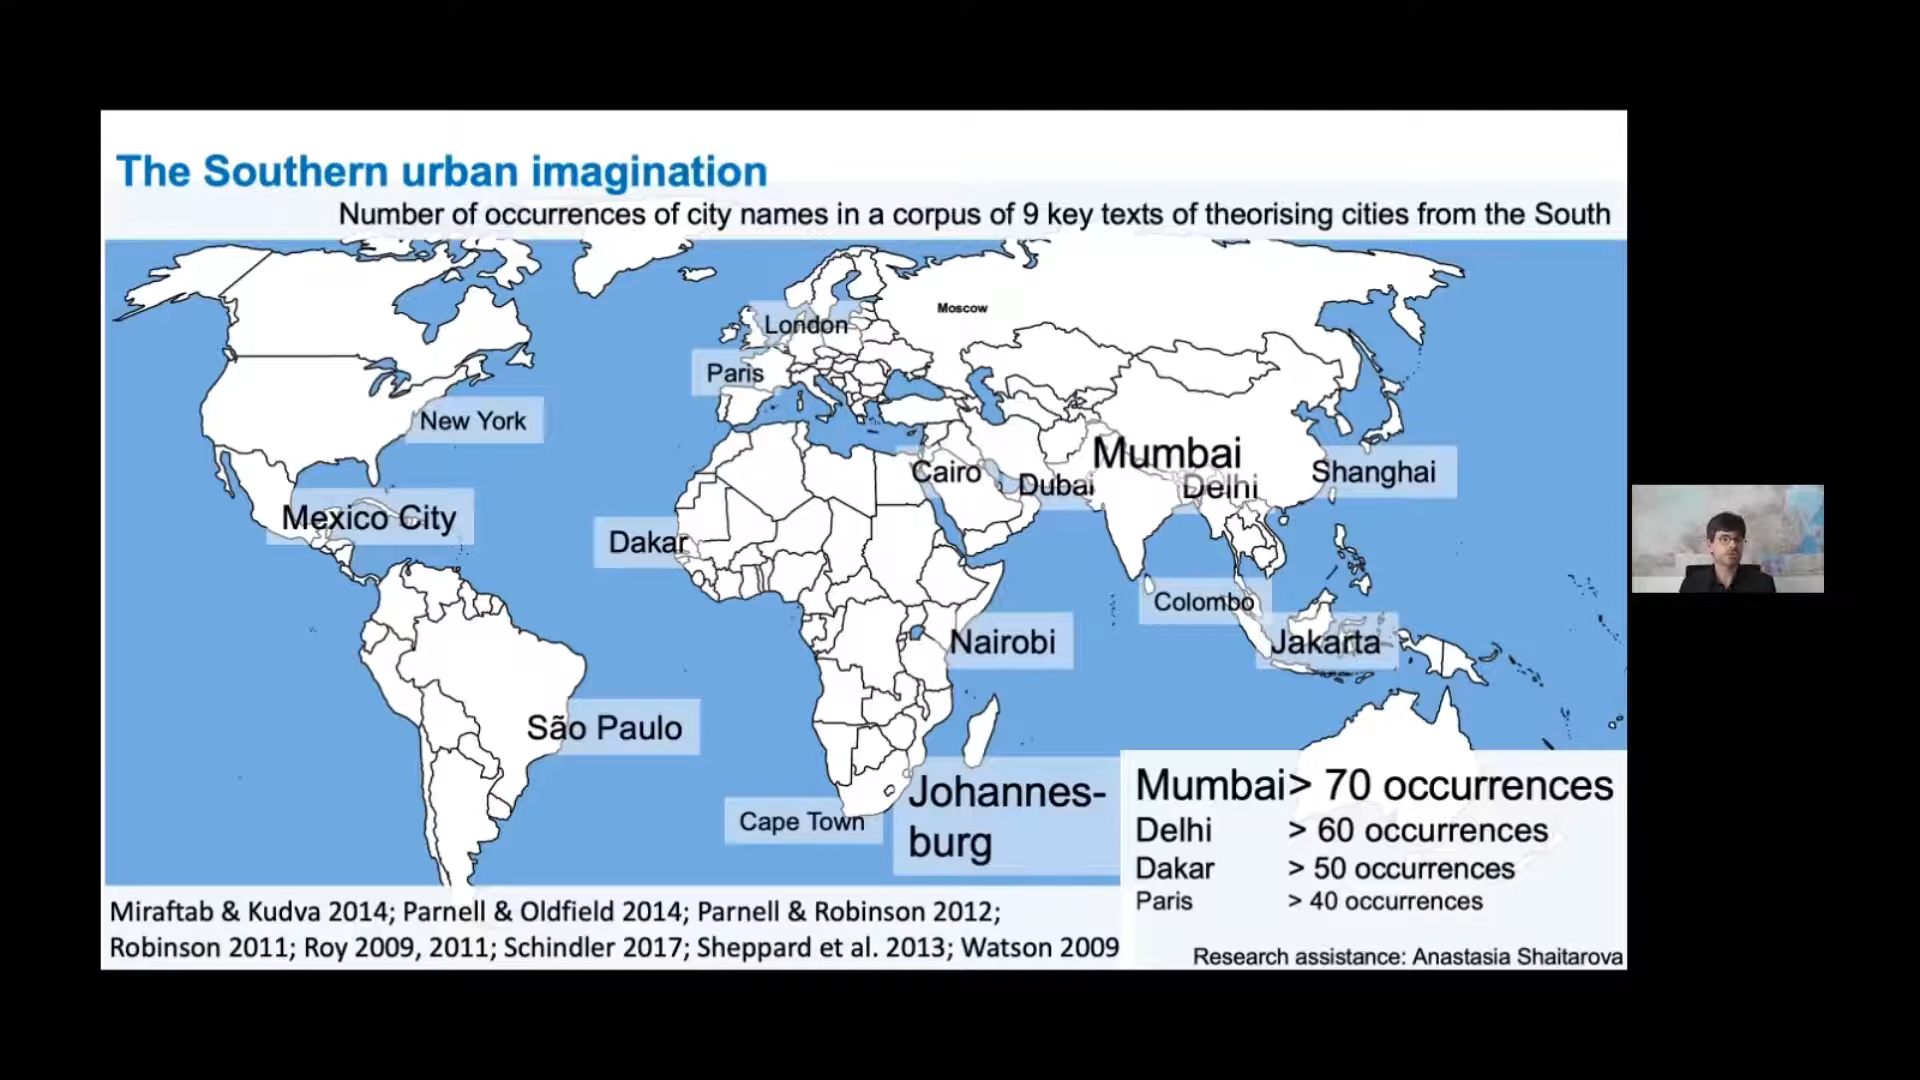 The Southern urban imagination
Number of occurrences of city names in a corpus of 9 key texts of theorising cities from the South
Moscow
London
Paris
New York
Mumbai
Cairo
Dubai
Delhi
Shanghai
Mexico City
Dakar
Colombo
Nairobi
Jakarta
São Paulo
Johannes-
burg
Cape Town
Mumbai > 70 occurrences
Delhi > 60 occurrences
Dakar > 50 occurrences
Paris > 40 occurrences
Miraftab & Kudva 2014; Parnell & Oldfield 2014; Parnell & Robinson 2012;
Robinson 2011; Roy 2009, 2011; Schindler 2017; Sheppard et al. 2013; Watson 2009
Research assistance: Anastasia Shaitarova